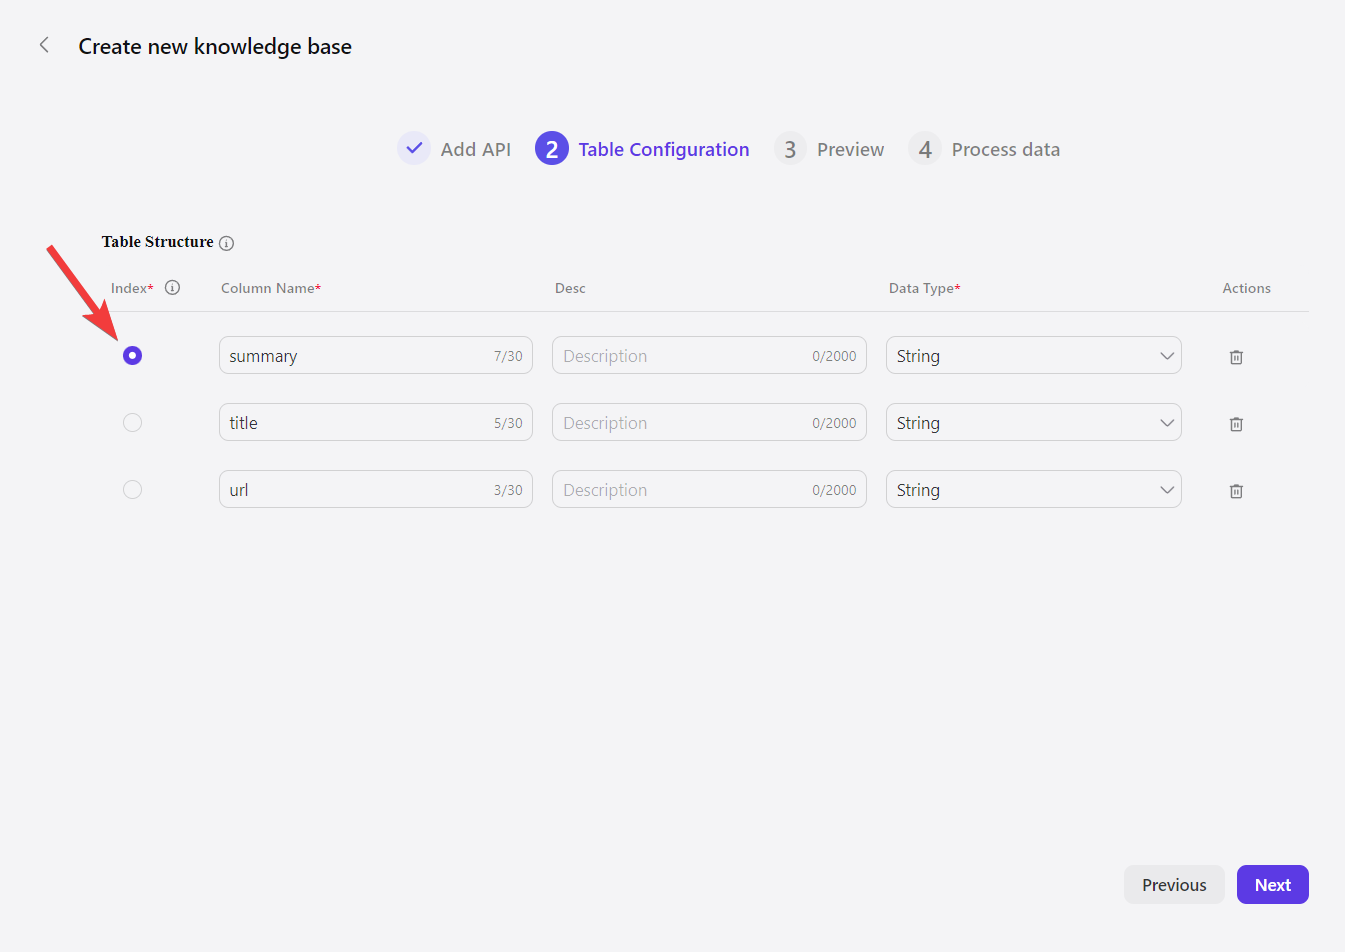 Create new knowledge base
Add API 2 Table Configuration 3 Preview 4 Process data
Table Structure
Index* Column Name* Desc Data Type* Actions
summary 7/30 Description 0/2000 String
title 5/30 Description 0/2000 String
url 3/30 Description 0/2000 String
Previous Next